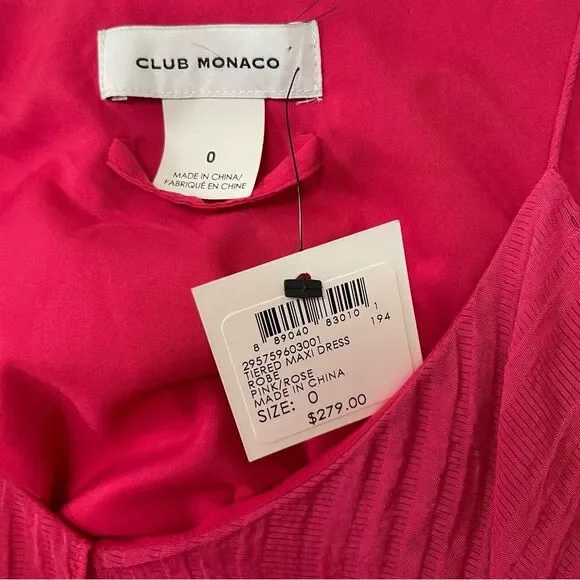 CLUB MONACO
0
MADE IN CHINA/
FABRIQUÉ EN CHINE
8 89040 83010 1
194
295759603001
TIERED MAXI DRESS
ROBE
PINK/ROSE
MADE IN CHINA
SIZE: 0
$279.00